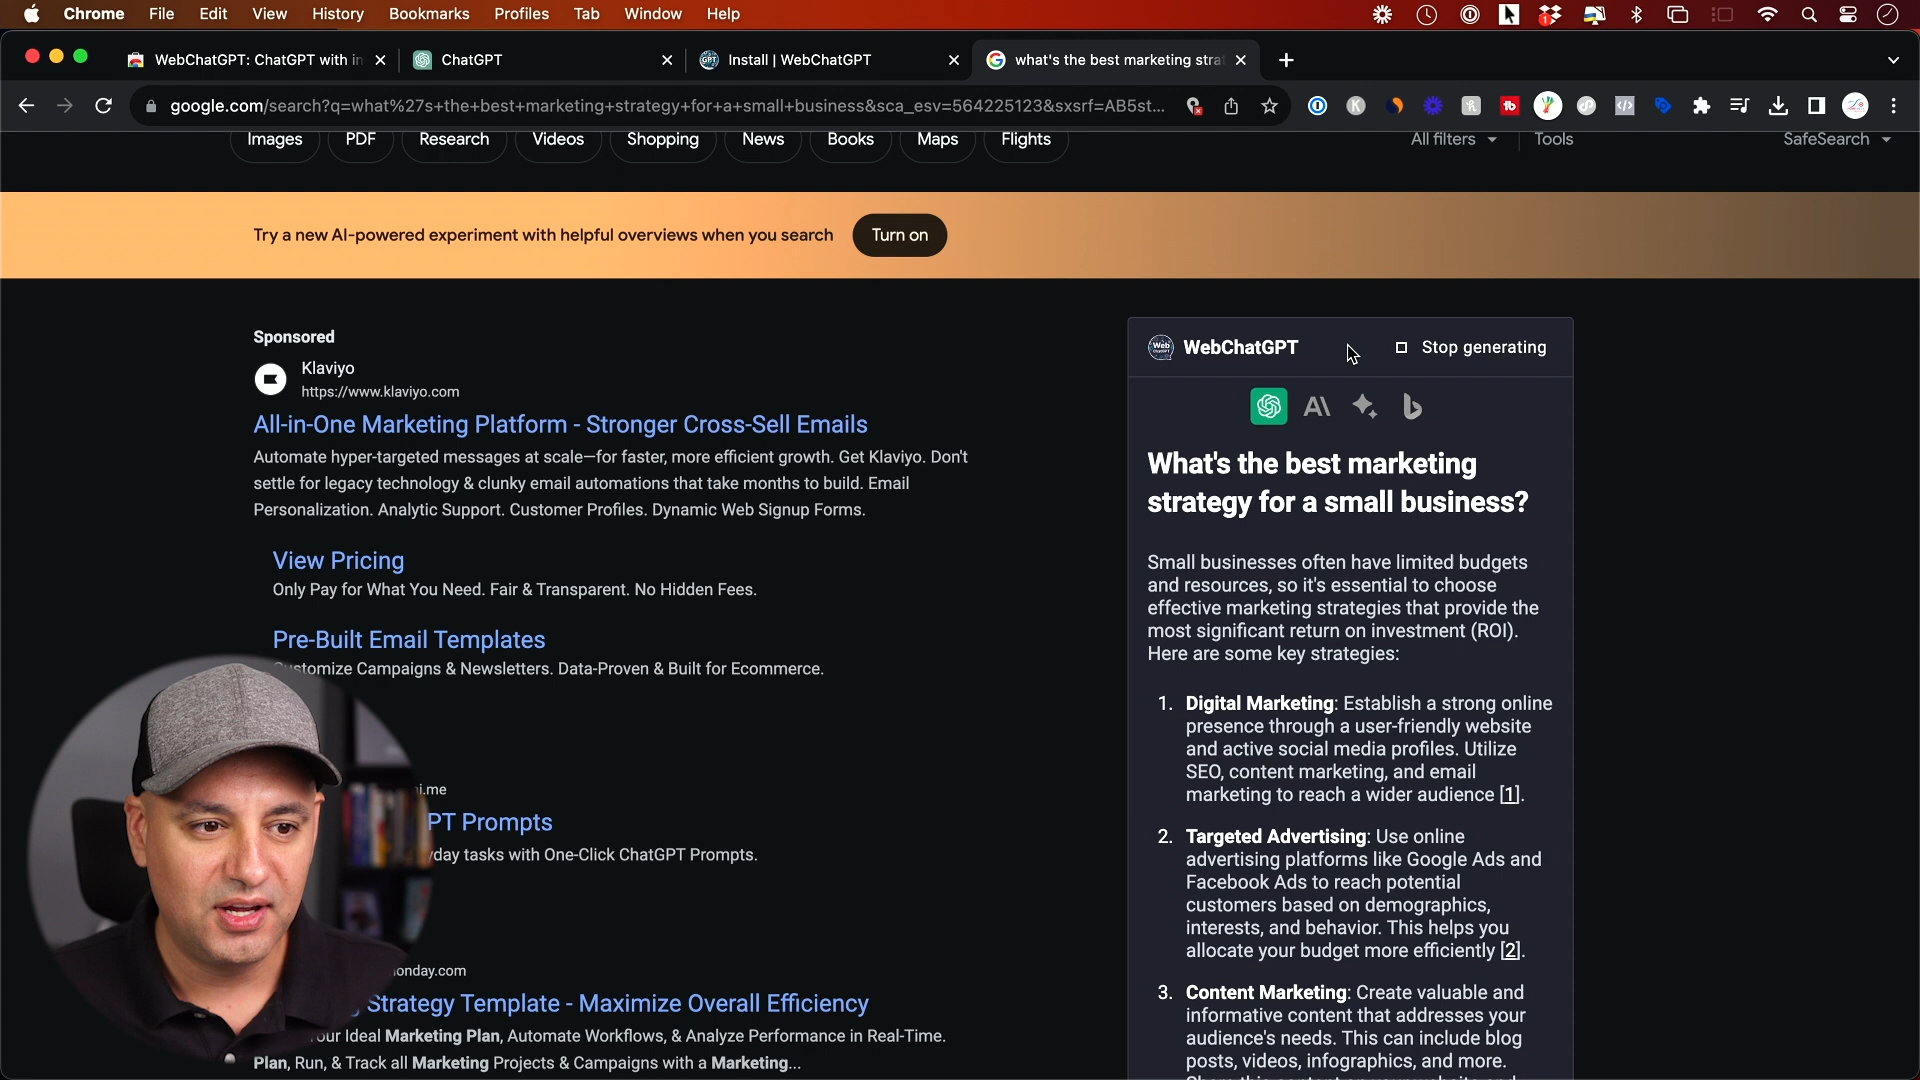 Chrome File Edit View History Bookmarks Profiles Tab Window Help
WebChatGPT: ChatGPT with in
ChatGPT
Install | WebChatGPT
what's the best marketing stra
google.com/search?q=what%27s+the+best+marketing+strategy+for+a+small+business&sca_esv=564225123&sxsrf=AB5st...
Images PDF Research Videos Shopping News Books Maps Flights All filters Tools SafeSearch
Try a new AI-powered experiment with helpful overviews when you search Turn on
Sponsored
Klaviyo
https://www.klaviyo.com
All-in-One Marketing Platform - Stronger Cross-Sell Emails
Automate hyper-targeted messages at scale—for faster, more efficient growth. Get Klaviyo. Don't
settle for legacy technology & clunky email automations that take months to build. Email
Personalization. Analytic Support. Customer Profiles. Dynamic Web Signup Forms.
View Pricing
Only Pay for What You Need. Fair & Transparent. No Hidden Fees.
Pre-Built Email Templates
Customize Campaigns & Newsletters. Data-Proven & Built for Ecommerce.
i.me
PT Prompts
yday tasks with One-Click ChatGPT Prompts.
onday.com
Strategy Template - Maximize Overall Efficiency
our Ideal Marketing Plan, Automate Workflows, & Analyze Performance in Real-Time.
Plan, Run, & Track all Marketing Projects & Campaigns with a Marketing...
WebChatGPT Stop generating
What's the best marketing
strategy for a small business?
Small businesses often have limited budgets
and resources, so it's essential to choose
effective marketing strategies that provide the
most significant return on investment (ROI).
Here are some key strategies:
1. Digital Marketing: Establish a strong online
presence through a user-friendly website
and active social media profiles. Utilize
SEO, content marketing, and email
marketing to reach a wider audience [1].
2. Targeted Advertising: Use online
advertising platforms like Google Ads and
Facebook Ads to reach potential
customers based on demographics,
interests, and behavior. This helps you
allocate your budget more efficiently [2].
3. Content Marketing: Create valuable and
informative content that addresses your
audience's needs. This can include blog
posts, videos, infographics, and more.